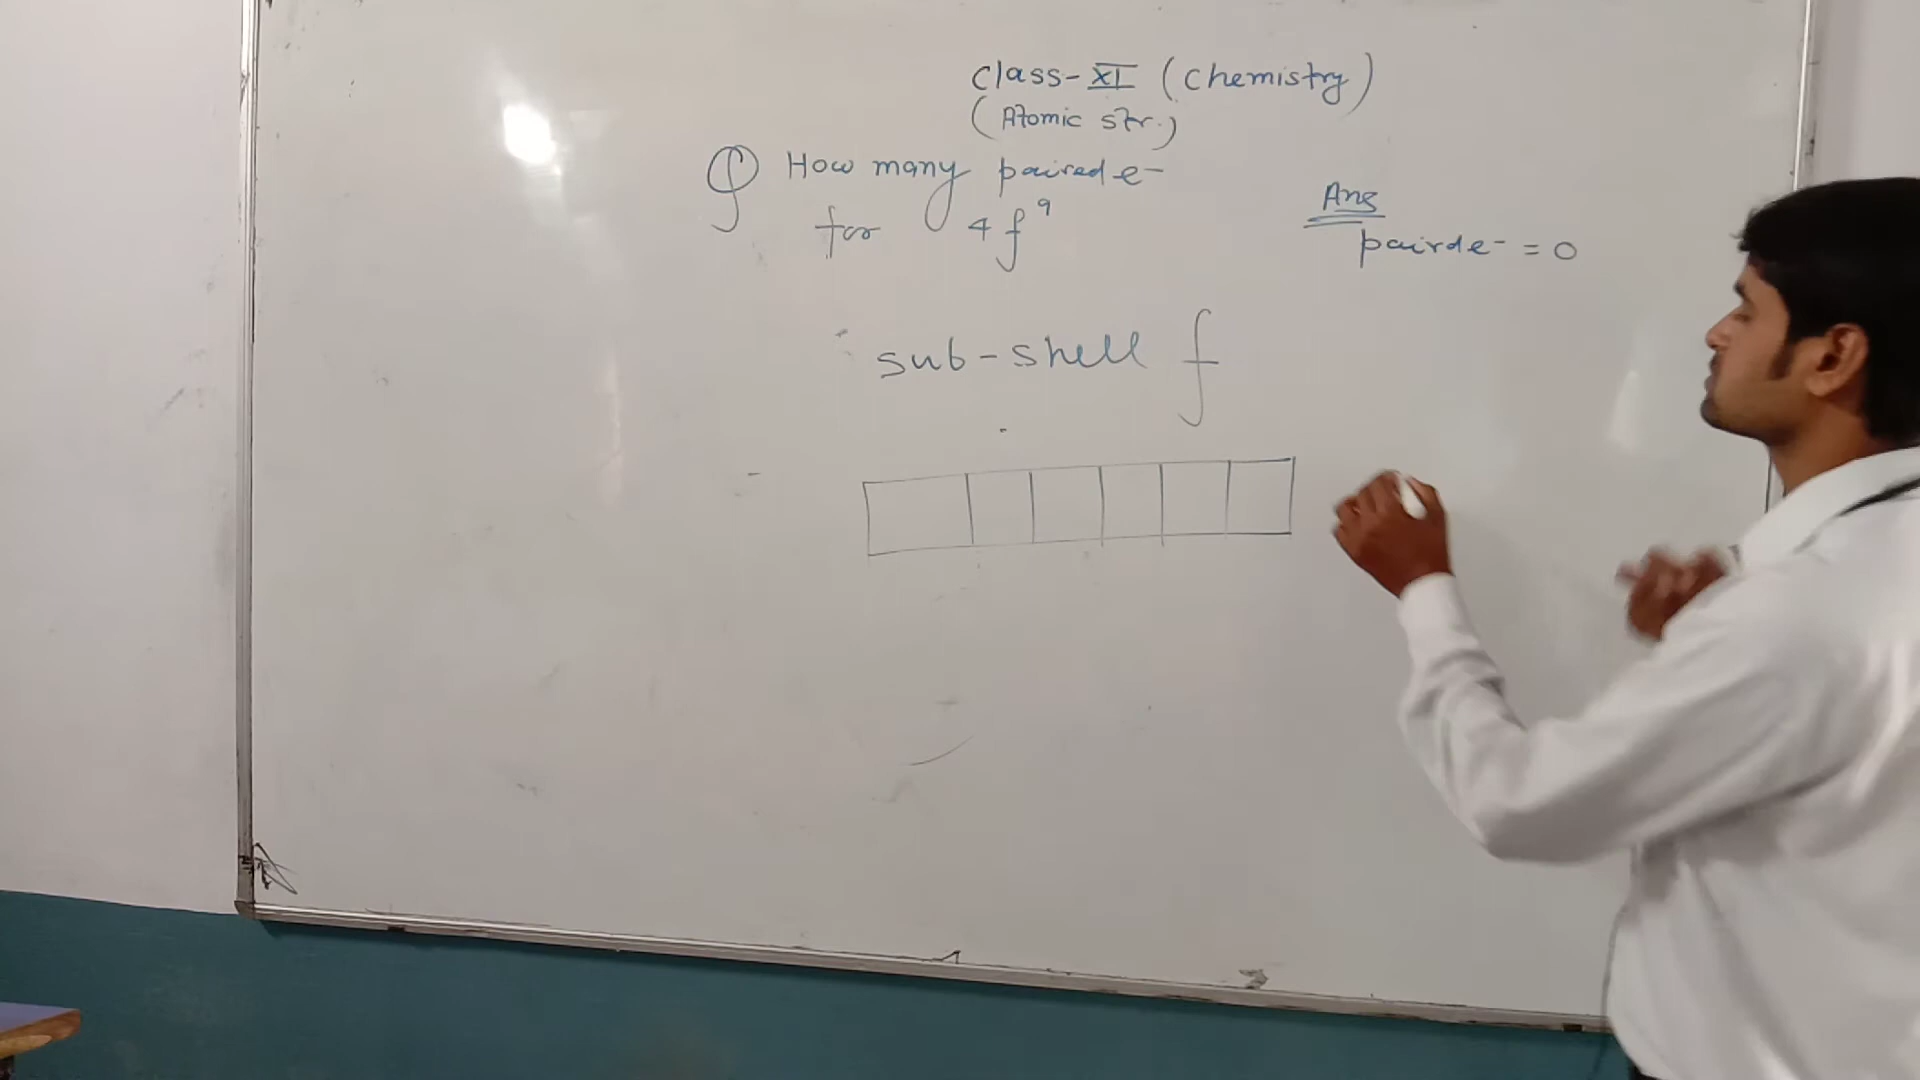 Class-XI (Chemistry)
(Atomic str.)
Q How many paired e-
for 4f⁹
Ans
paird e- = 0
sub-shell f